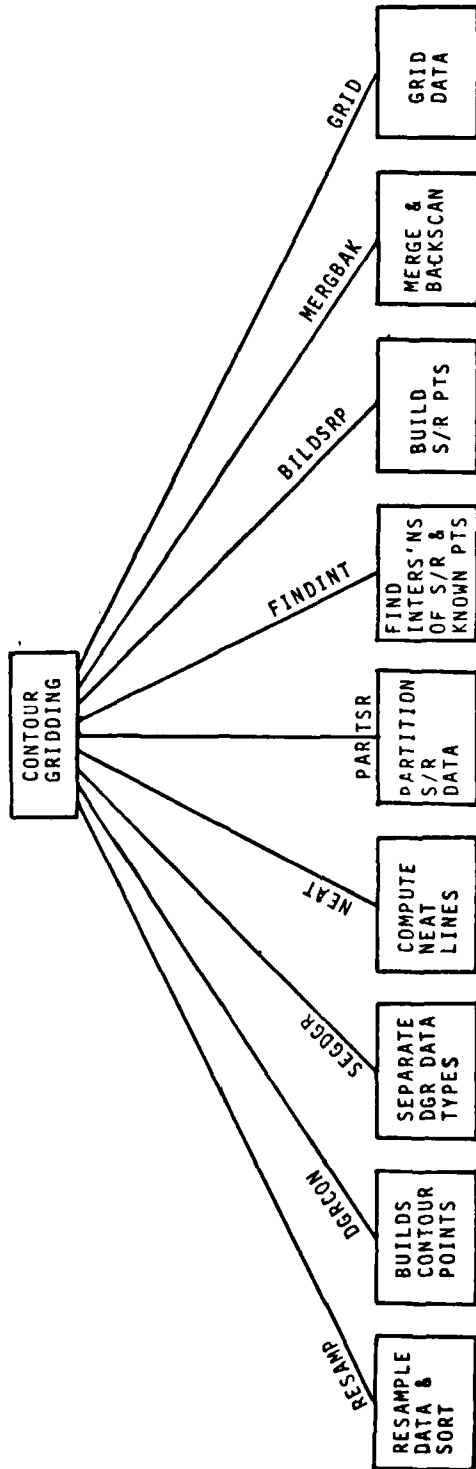 CONTOUR
GRIDDING
RESAMP
DGRCON
SEGDGR
NEAT
PARTSR
FINDINT
BILDSRP
MERGBAK
GRID
RESAMPLE
DATA &
SORT
BUILDS
CONTOUR
POINTS
SEPARATE
DGR DATA
TYPES
COMPUTE
NEAT
LINES
PARTITION
S/R
DATA
FIND
INTERS'NS
OF S/R &
KNOWN PTS
BUILD
S/R PTS
MERGE &
BACKSCAN
GRID
DATA